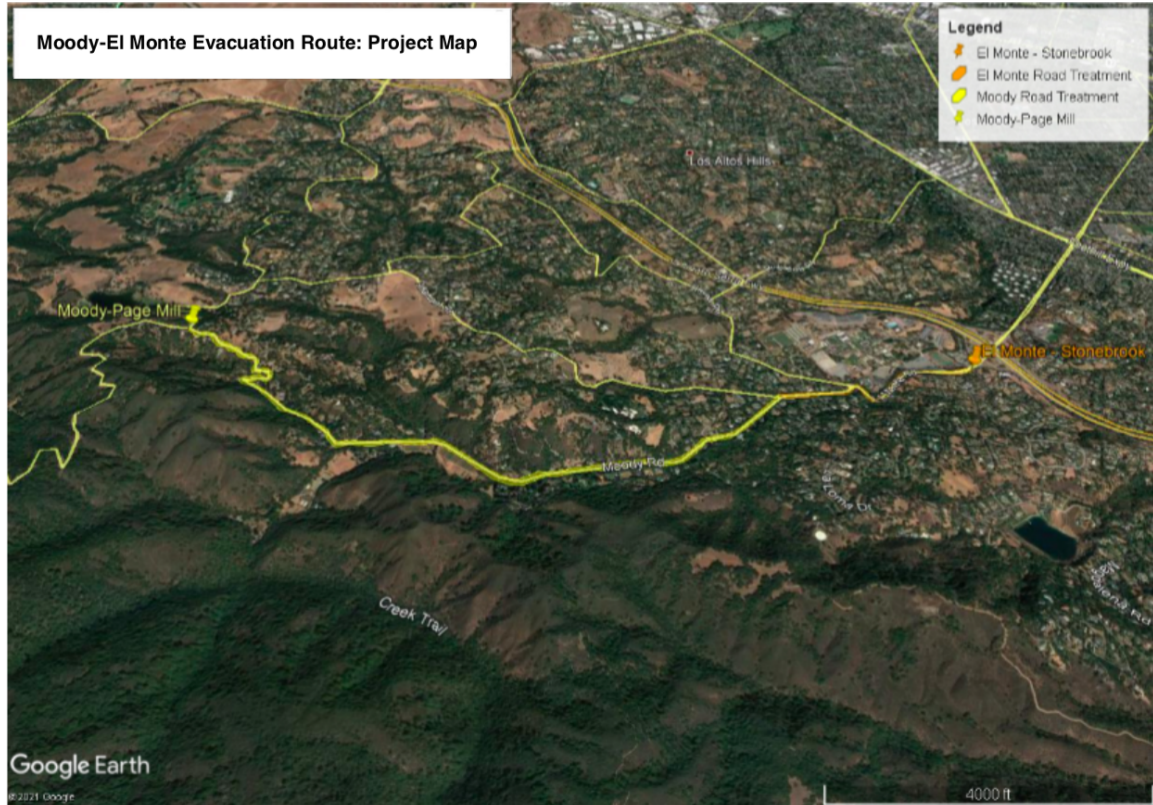 Moody-El Monte Evacuation Route: Project Map
Legend
El Monte - Stonebrook
El Monte Road Treatment
Moody Road Treatment
Moody-Page Mill
Los Altos Hills
Moody-Page Mill
El Monte - Stonebrook
Moody Rd
Creek Trail
Google Earth
©2021 Google
4000 ft